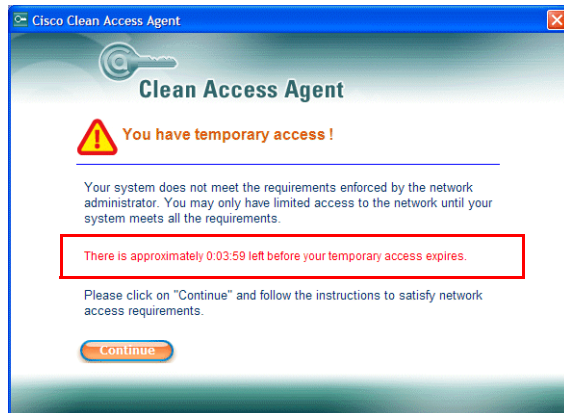 Cisco Clean Access Agent
Clean Access Agent
You have temporary access !
Your system does not meet the requirements enforced by the network
administrator. You may only have limited access to the network until your
system meets all the requirements.
There is approximately 0:03:59 left before your temporary access expires.
Please click on "Continue" and follow the instructions to satisfy network
access requirements.
Continue